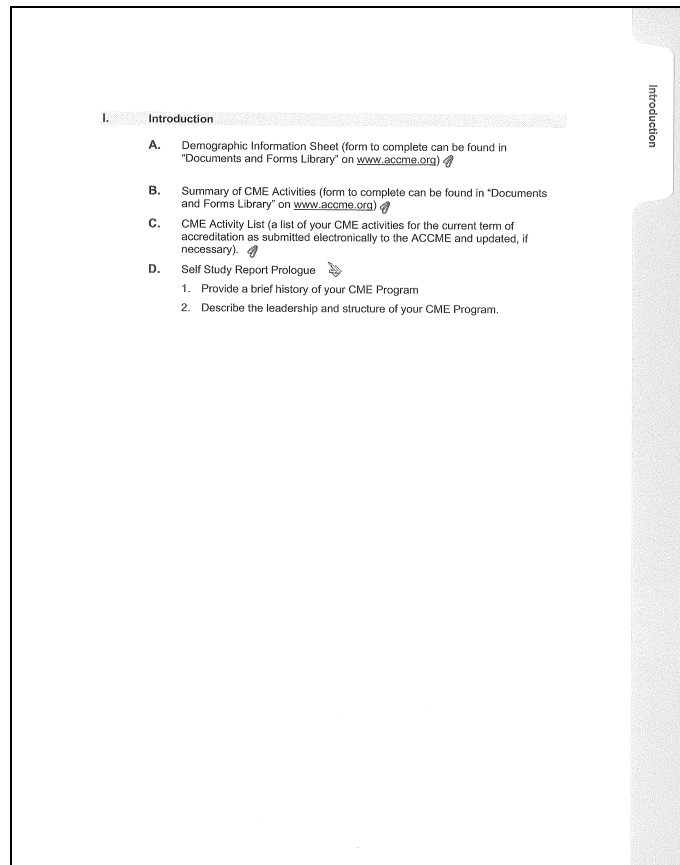 Introduction
I. Introduction
A. Demographic Information Sheet (form to complete can be found in
"Documents and Forms Library" on www.accme.org)
B. Summary of CME Activities (form to complete can be found in "Documents
and Forms Library" on www.accme.org)
C. CME Activity List (a list of your CME activities for the current term of
accreditation as submitted electronically to the ACCME and updated, if
necessary).
D. Self Study Report Prologue
1. Provide a brief history of your CME Program
2. Describe the leadership and structure of your CME Program.